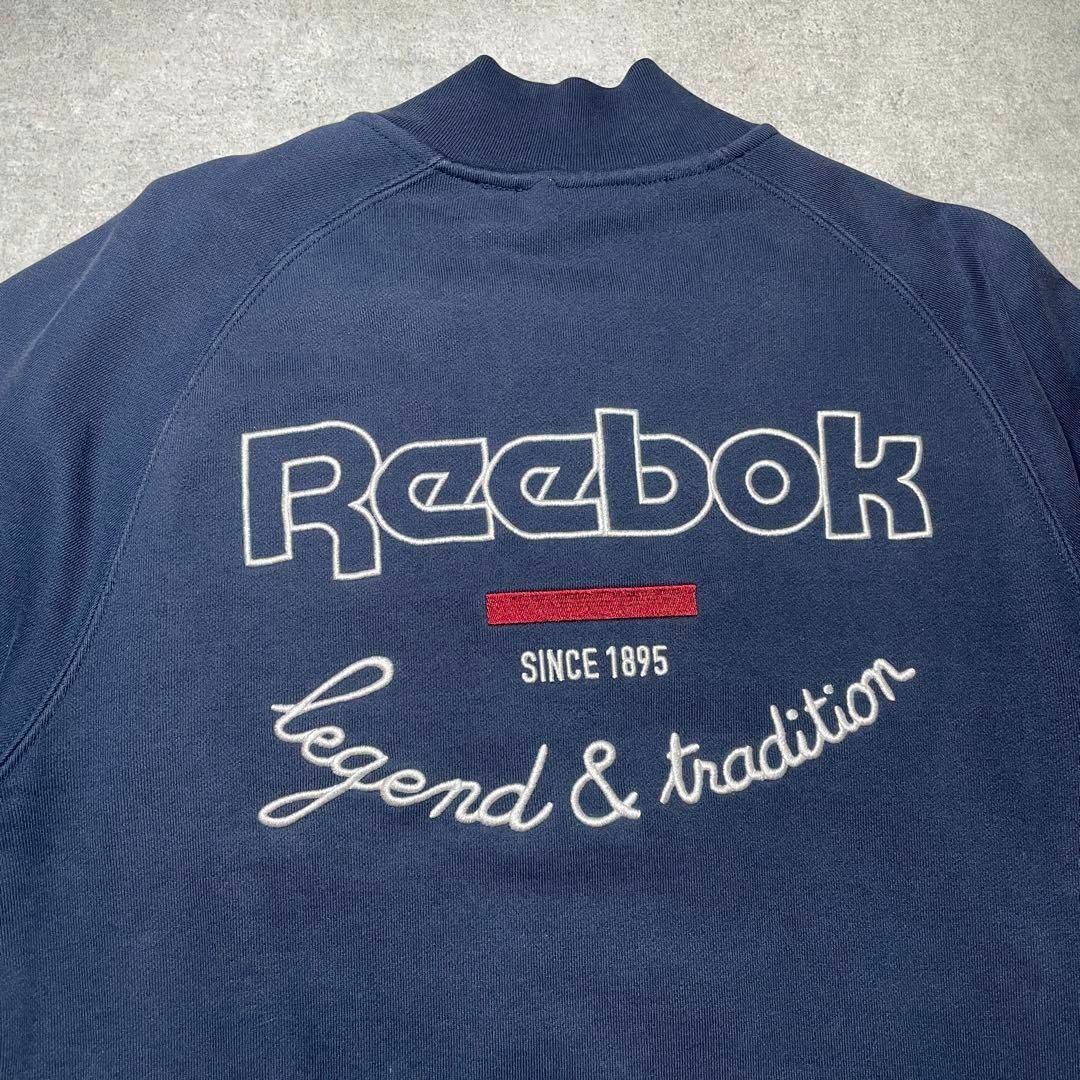 Reebok
SINCE 1895
legend & tradition